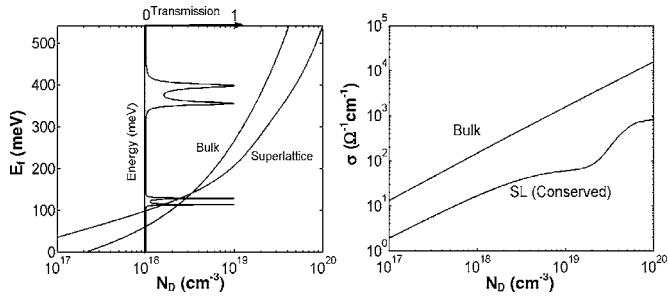 0 Transmission 1
500
400
300
200
100
0
E_f (meV)
Energy (meV)
Bulk
Superlattice
10^17 10^18 10^19 10^20
N_D (cm^-3)
10^5
10^4
10^3
10^2
10^1
10^0
σ (Ω^-1cm^-1)
Bulk
SL (Conserved)
10^17 10^18 10^19 10^20
N_D (cm^-3)